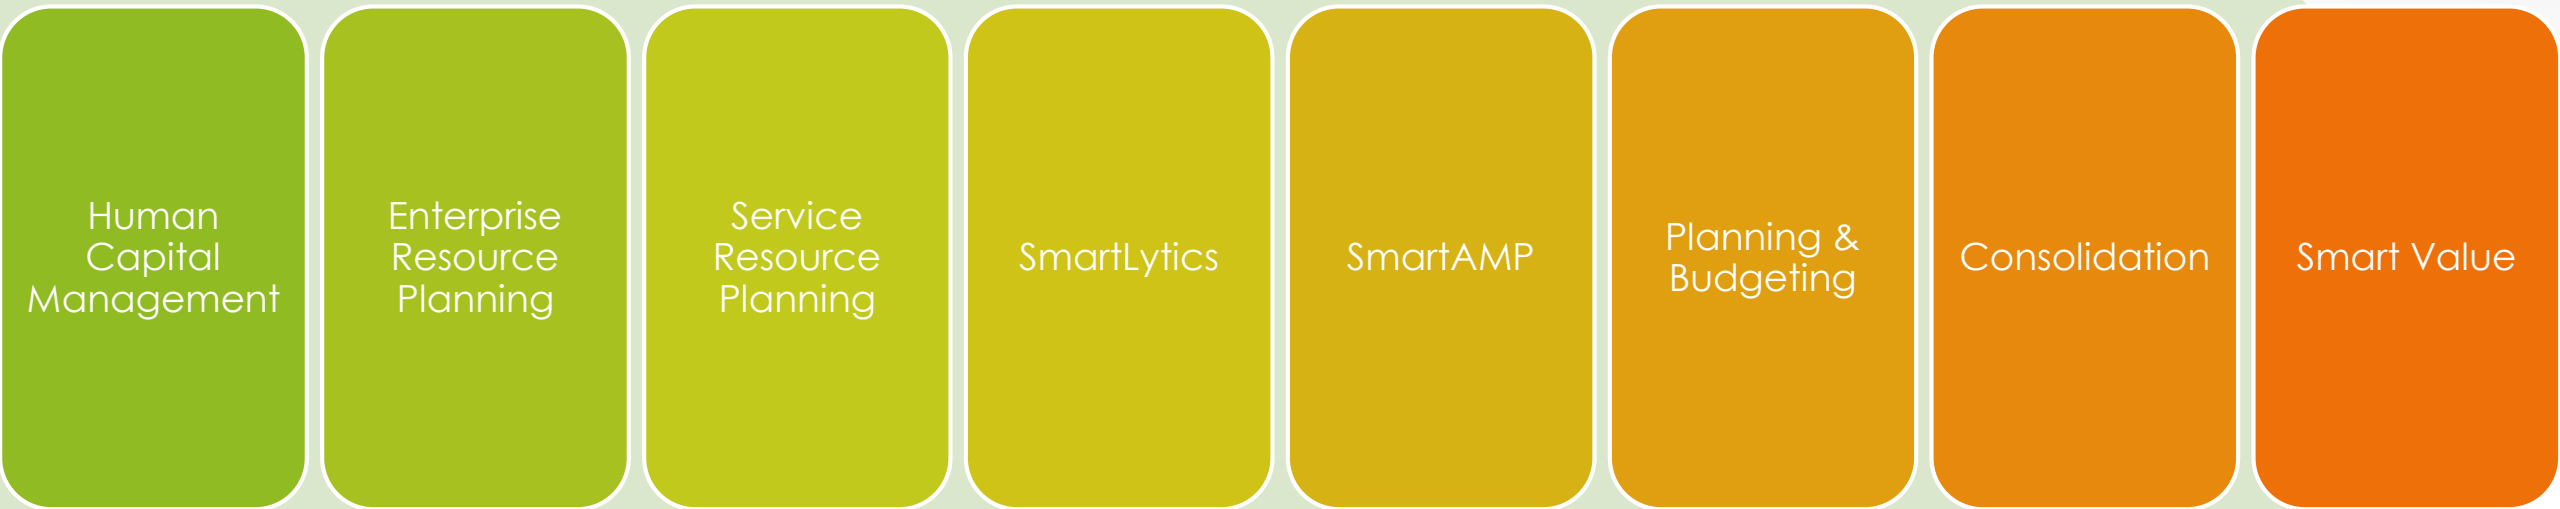 Human
Capital
Management
Enterprise
Resource
Planning
Service
Resource
Planning
SmartLytics
SmartAMP
Planning &
Budgeting
Consolidation
Smart Value